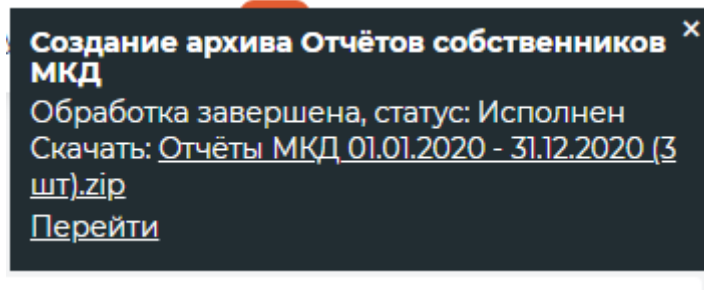 Создание архива Отчётов собственников
МКД
Обработка завершена, статус: Исполнен
Скачать: Отчёты МКД 01.01.2020 - 31.12.2020 (3
шт).zip
Перейти